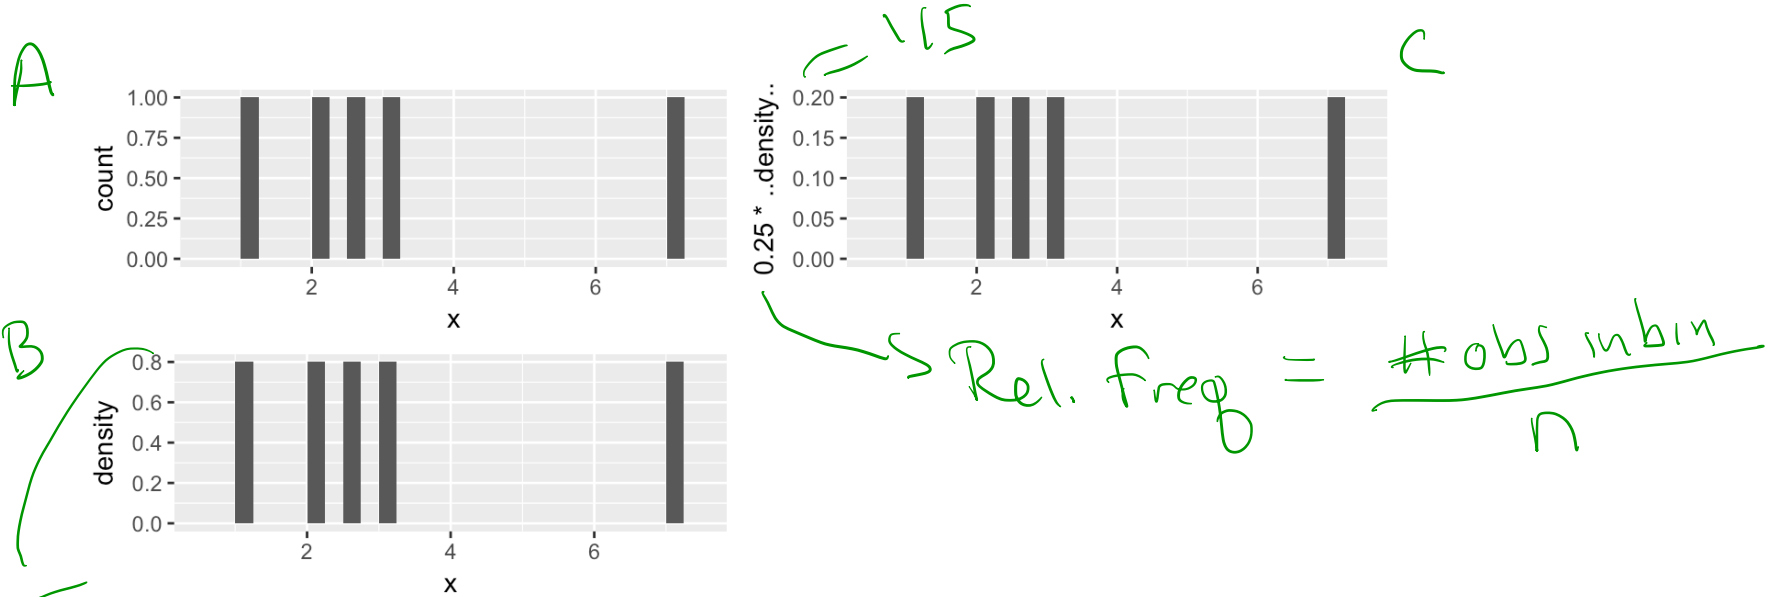 A
= 1/5
C
count
1.00
0.75
0.50
0.25
0.00
2 4 6
x
0.25 * ..density..
0.20
0.15
0.10
0.05
0.00
2 4 6
x
B
density
0.8
0.6
0.4
0.2
0.0
2 4 6
x
Rel. freq = # obs in bin
n